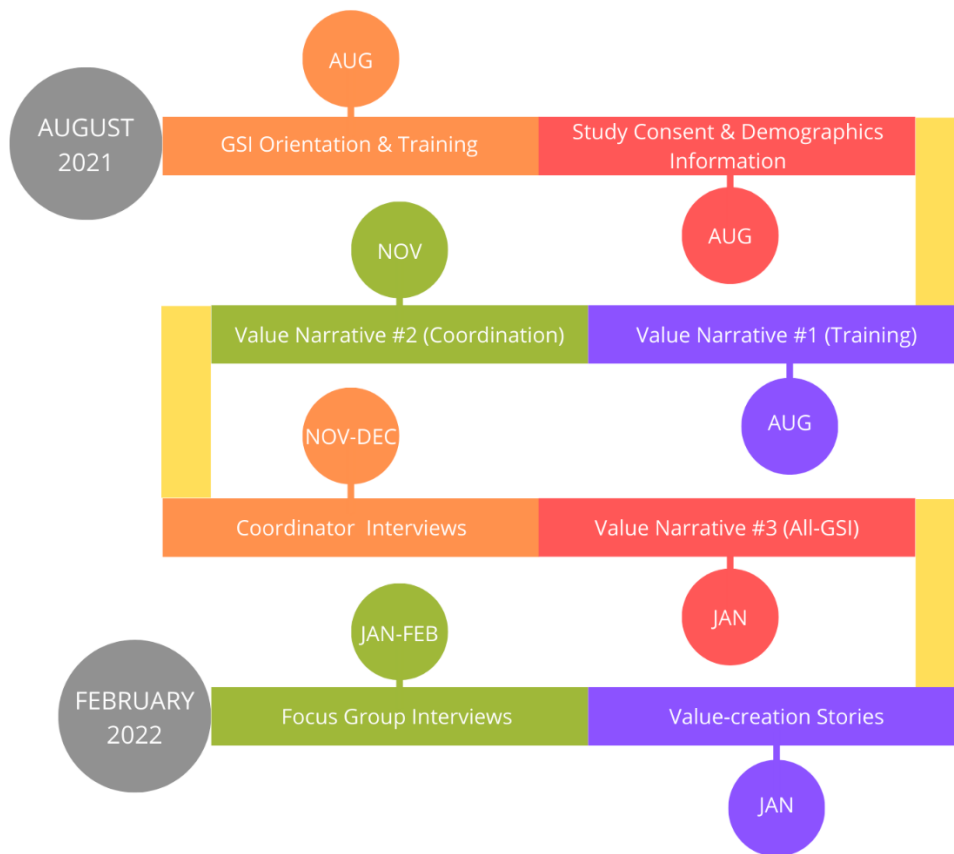 AUG
AUGUST
2021
GSI Orientation & Training
Study Consent & Demographics
Information
AUG
NOV
Value Narrative #2 (Coordination)
Value Narrative #1 (Training)
AUG
NOV-DEC
Coordinator Interviews
Value Narrative #3 (All-GSI)
JAN
JAN-FEB
FEBRUARY
2022
Focus Group Interviews
Value-creation Stories
JAN